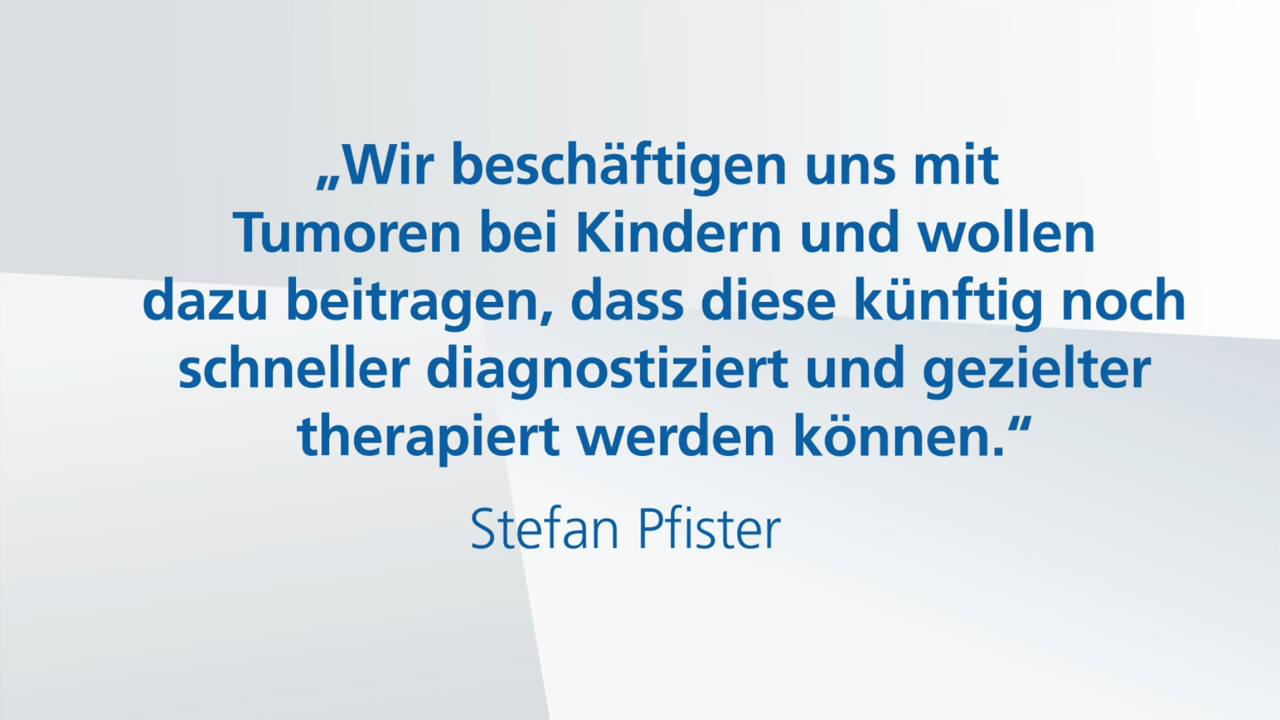 „Wir beschäftigen uns mit
Tumoren bei Kindern und wollen
dazu beitragen, dass diese künftig noch
schneller diagnostiziert und gezielter
therapiert werden können.“
Stefan Pfister